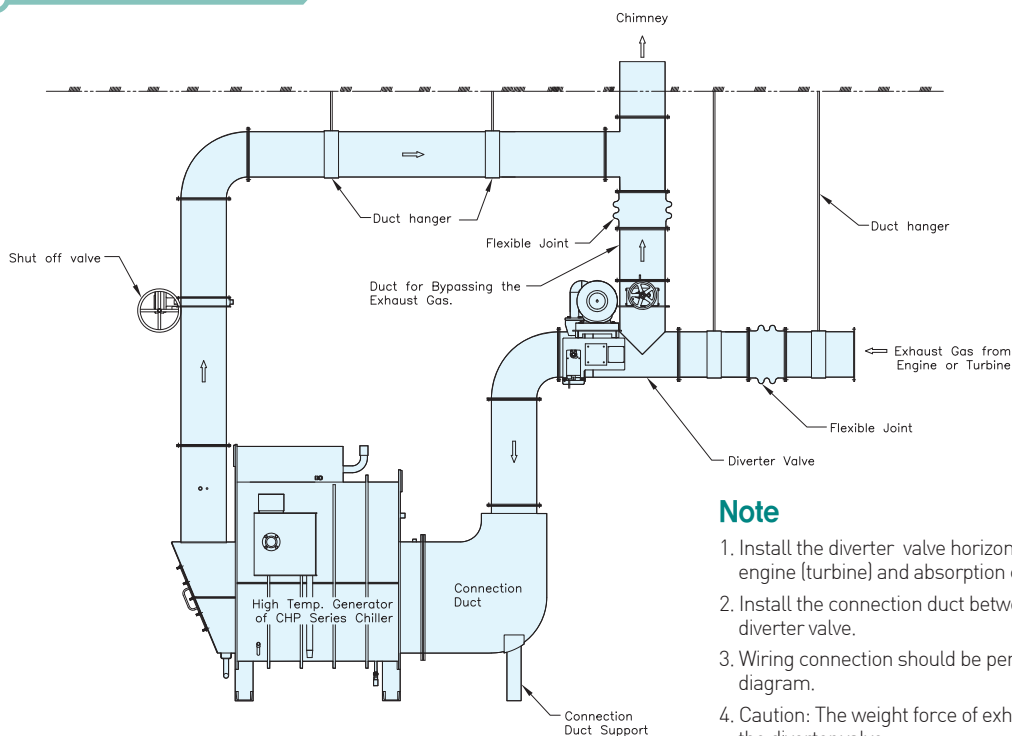 Chimney
Duct hanger
Flexible Joint
Duct hanger
Shut off valve
Duct for Bypassing the
Exhaust Gas.
Exhaust Gas from
Engine or Turbine
Flexible Joint
Diverter Valve
Connection
Duct
High Temp. Generator
of CHP Series Chiller
Connection
Duct Support
Note
1. Install the diverter valve horizon
engine (turbine) and absorption
2. Install the connection duct betw
diverter valve.
3. Wiring connection should be per
diagram.
4. Caution: The weight force of exh